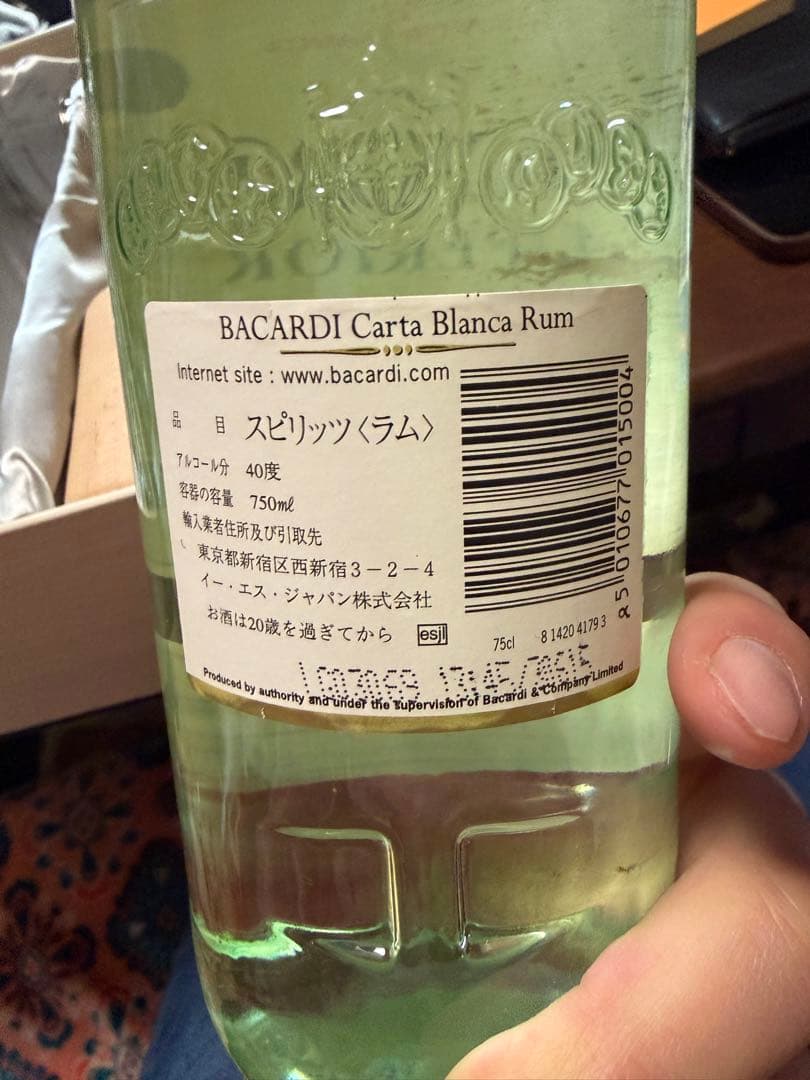 BACARDI Carta Blanca Rum
Internet site : www.bacardi.com
品 目 スピリッツ〈ラム〉
アルコール分 40度
容器の容量 750ml
輸入業者住所及び引取先
東京都新宿区西新宿3-2-4
イー・エス・ジャパン株式会社
お酒は20歳を過ぎてから esjl
75cl 8 1420 4179 3
5 010677 015004
Produced by authority and under the supervision of Bacardi & Company Limited